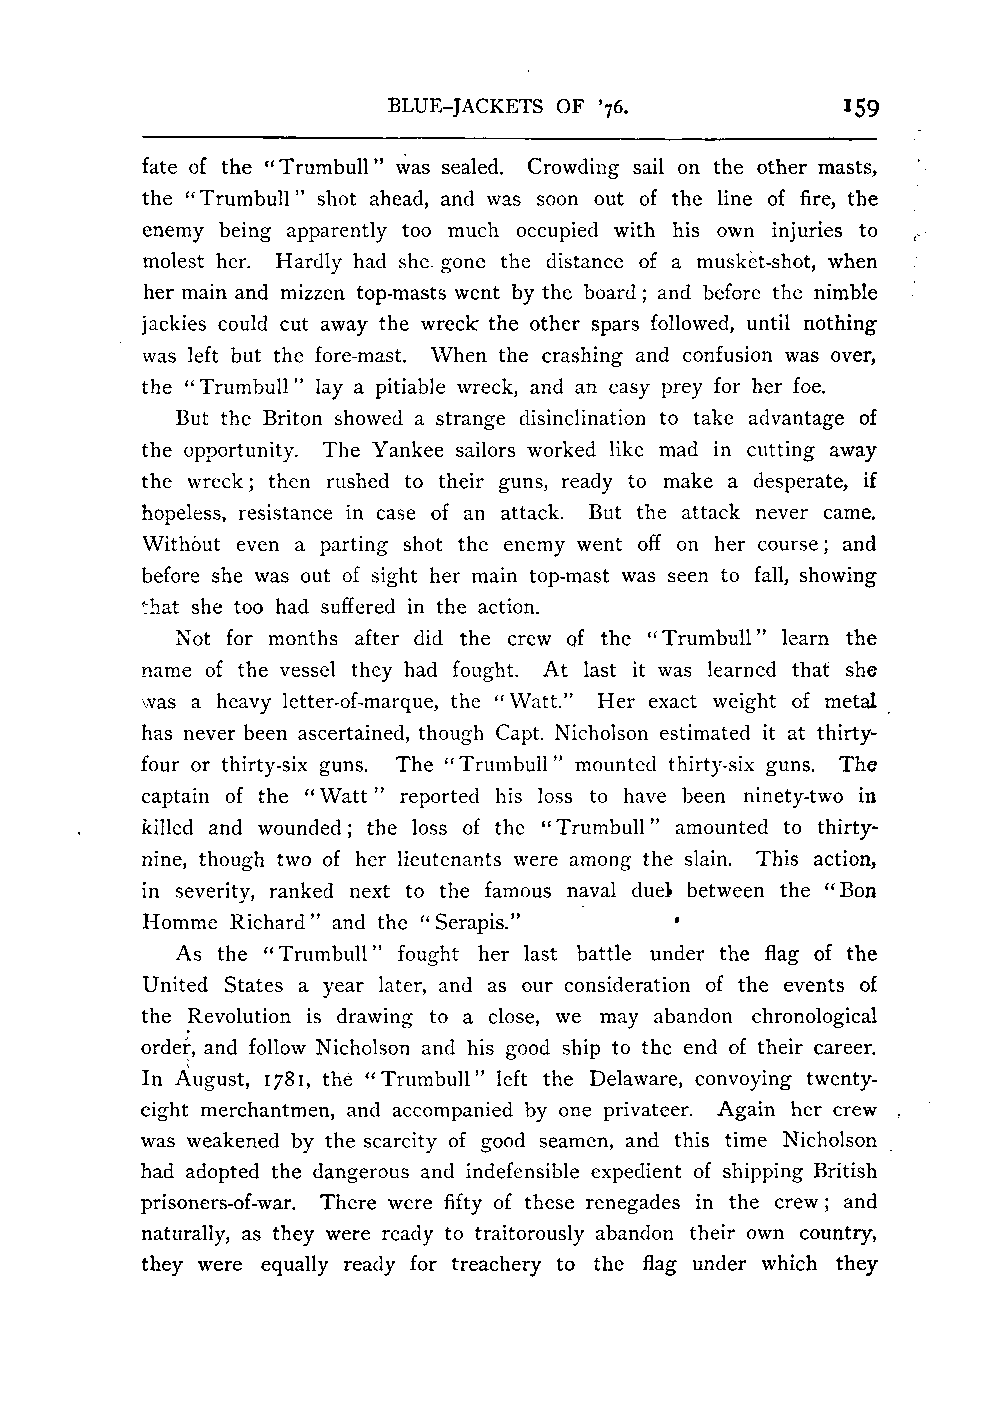 BLUE-JACKETS OF ’76. 159
fate of the “Trumbull” was sealed. Crowding sail on the other masts,
the “Trumbull” shot ahead, and was soon out of the line of fire, the
enemy being apparently too much occupied with his own injuries to
molest her. Hardly had she gone the distance of a musket-shot, when
her main and mizzen top-masts went by the board; and before the nimble
jackies could cut away the wreck the other spars followed, until nothing
was left but the fore-mast. When the crashing and confusion was over,
the “Trumbull” lay a pitiable wreck, and an easy prey for her foe.
But the Briton showed a strange disinclination to take advantage of
the opportunity. The Yankee sailors worked like mad in cutting away
the wreck; then rushed to their guns, ready to make a desperate, if
hopeless, resistance in case of an attack. But the attack never came.
Without even a parting shot the enemy went off on her course; and
before she was out of sight her main top-mast was seen to fall, showing
that she too had suffered in the action.
Not for months after did the crew of the “Trumbull” learn the
name of the vessel they had fought. At last it was learned that she
was a heavy letter-of-marque, the “Watt.” Her exact weight of metal
has never been ascertained, though Capt. Nicholson estimated it at thirty-
four or thirty-six guns. The “Trumbull” mounted thirty-six guns. The
captain of the “Watt” reported his loss to have been ninety-two in
killed and wounded; the loss of the “Trumbull” amounted to thirty-
nine, though two of her lieutenants were among the slain. This action,
in severity, ranked next to the famous naval duel between the “Bon
Homme Richard” and the “Serapis.”
As the “Trumbull” fought her last battle under the flag of the
United States a year later, and as our consideration of the events of
the Revolution is drawing to a close, we may abandon chronological
order, and follow Nicholson and his good ship to the end of their career.
In August, 1781, the “Trumbull” left the Delaware, convoying twenty-
eight merchantmen, and accompanied by one privateer. Again her crew
was weakened by the scarcity of good seamen, and this time Nicholson
had adopted the dangerous and indefensible expedient of shipping British
prisoners-of-war. There were fifty of these renegades in the crew; and
naturally, as they were ready to traitorously abandon their own country,
they were equally ready for treachery to the flag under which they